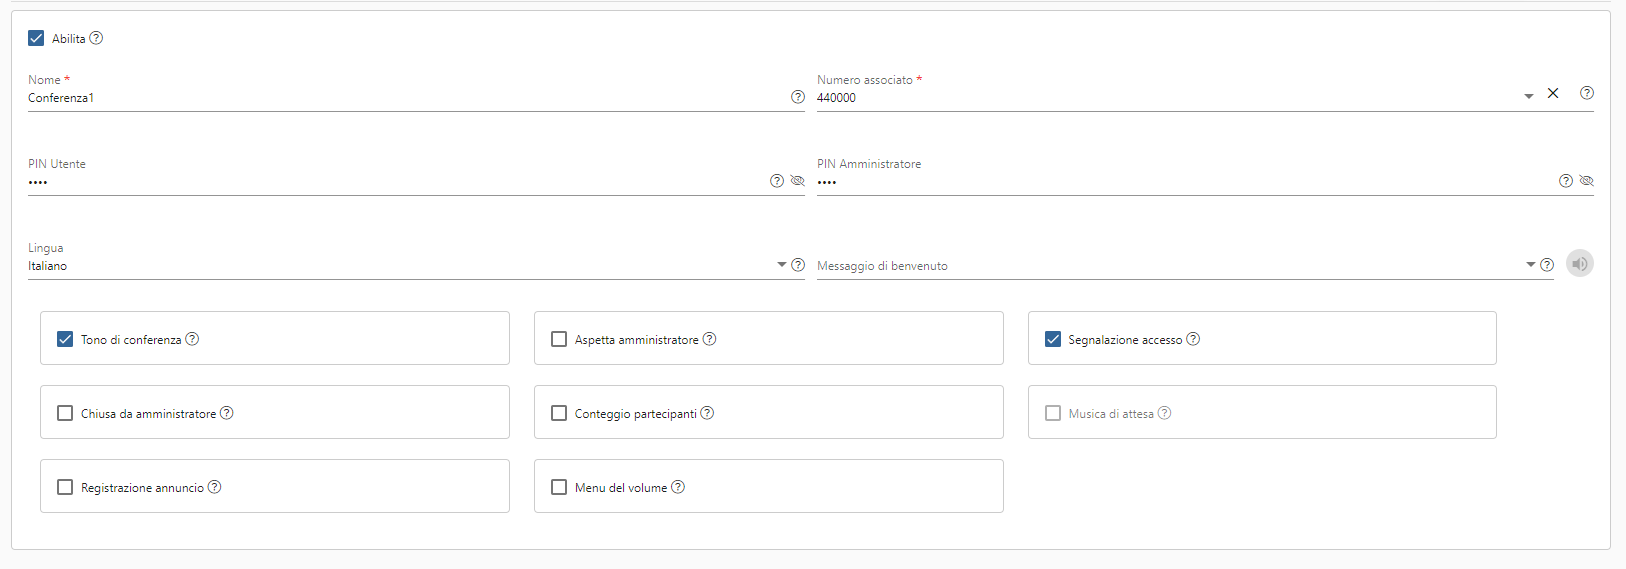 Abilita
Nome *
Conferenza1
Numero associato *
440000
PIN Utente
••••
PIN Amministratore
••••
Lingua
Italiano
Messaggio di benvenuto
Tono di conferenza
Aspetta amministratore
Segnalazione accesso
Chiusa da amministratore
Conteggio partecipanti
Musica di attesa
Registrazione annuncio
Menu del volume